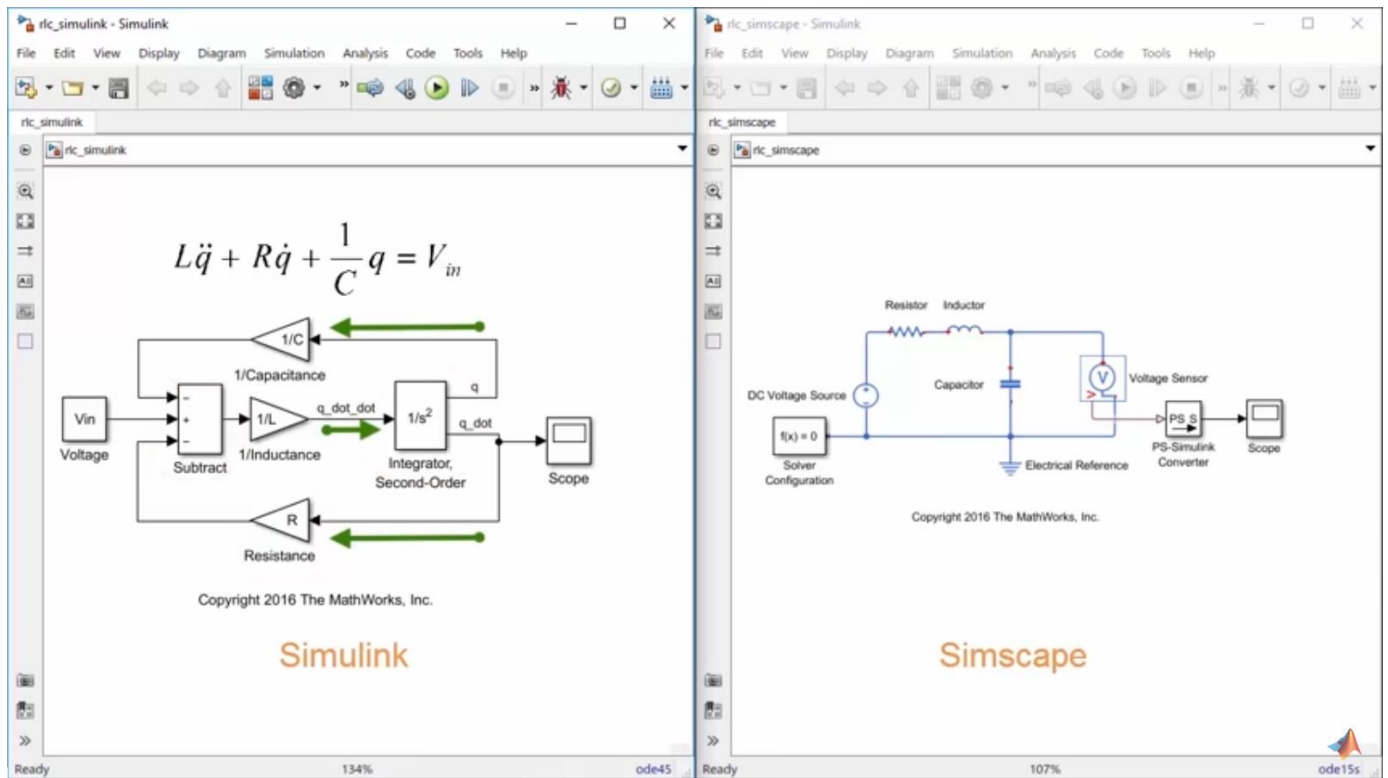 rlc_simulink - Simulink
File Edit View Display Diagram Simulation Analysis Code Tools Help
rlc_simulink
rlc_simulink
Lq̈ + Rq̇ + 1/C q = Vin
1/C
1/Capacitance
q
Vin
Voltage
−
+
−
Subtract
1/L
1/Inductance
q_dot_dot
1/s²
q_dot
Integrator,
Second-Order
Scope
R
Resistance
Copyright 2016 The MathWorks, Inc.
Simulink
Ready 134% ode45
rlc_simscape - Simulink
File Edit View Display Diagram Simulation Analysis Code Tools Help
rlc_simscape
rlc_simscape
Resistor Inductor
DC Voltage Source
Capacitor
V
Voltage Sensor
f(x) = 0
Solver
Configuration
Electrical Reference
PS S
PS-Simulink
Converter
Scope
Copyright 2016 The MathWorks, Inc.
Simscape
Ready 107% ode15s